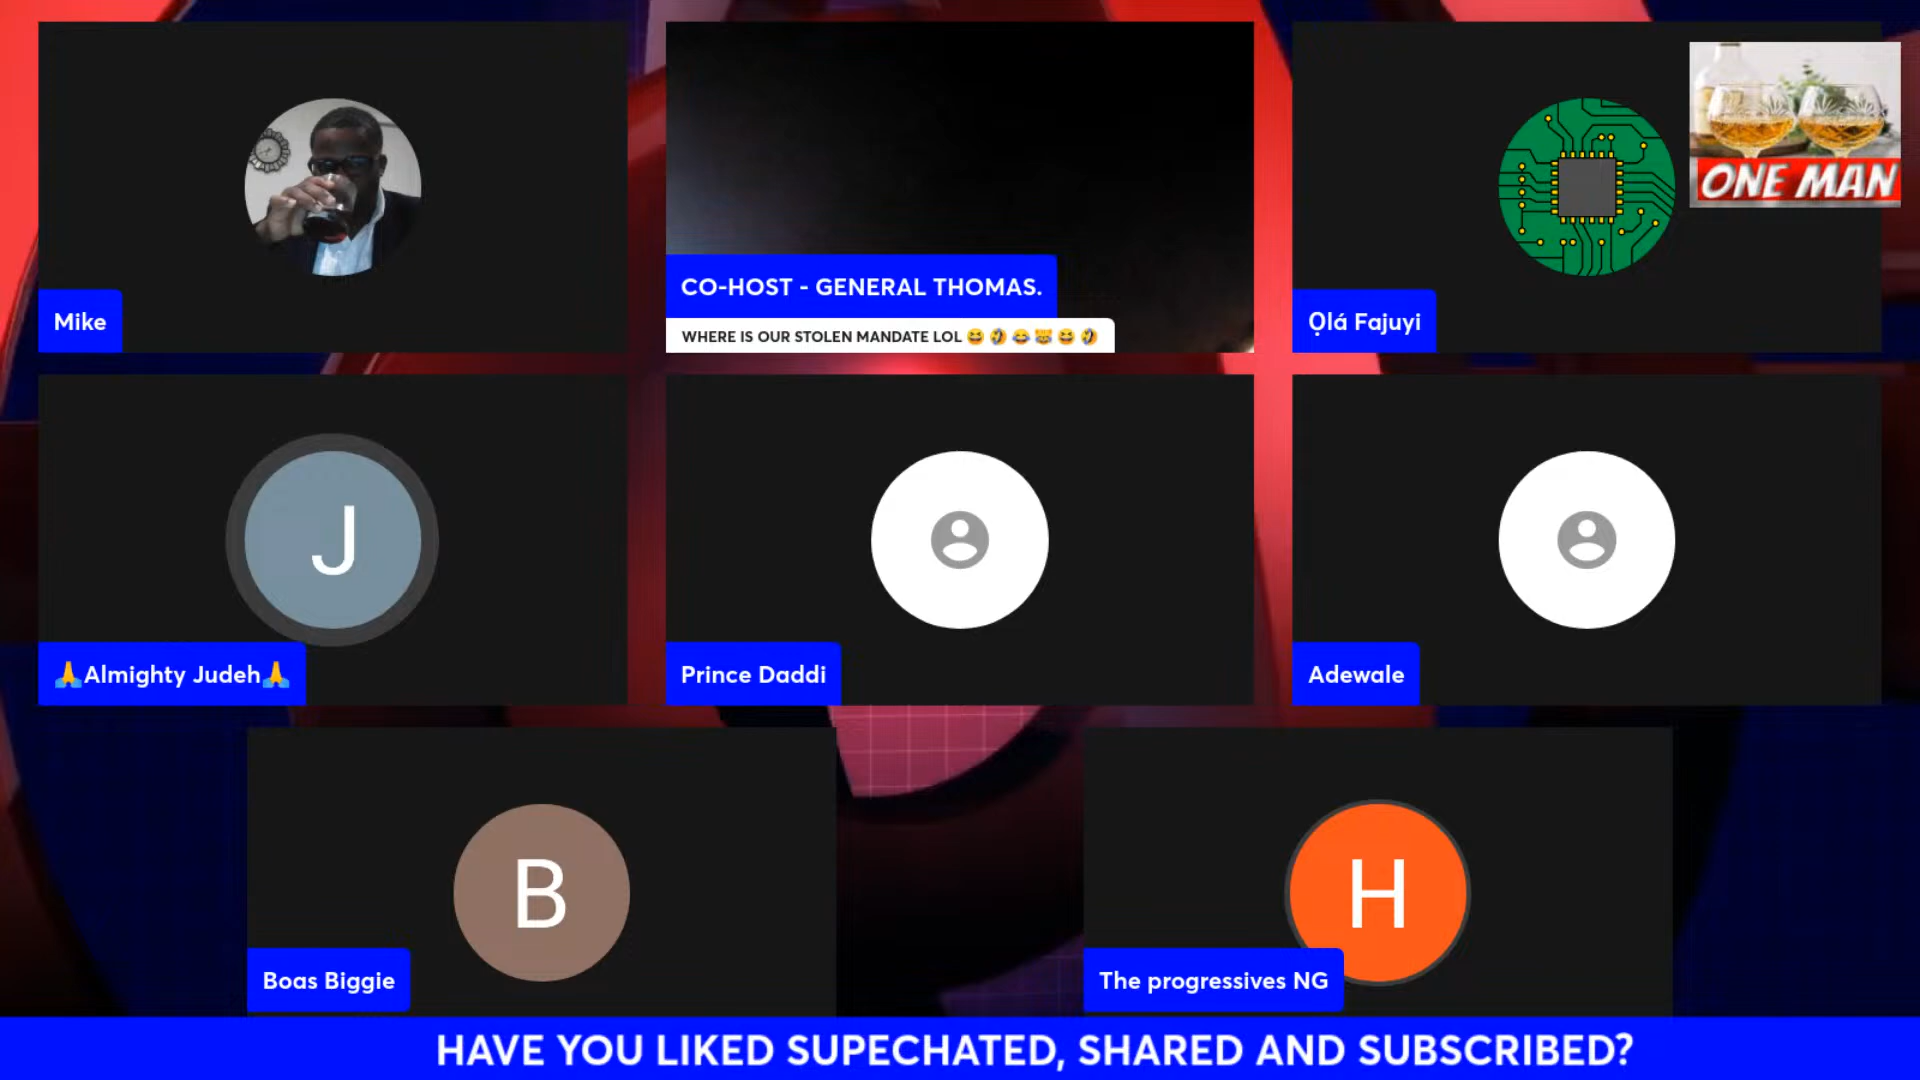 ONE MAN
Mike
CO-HOST - GENERAL THOMAS.
WHERE IS OUR STOLEN MANDATE LOL 😆 🤣 😂 😹 😆 🤣
Ọlá Fajuyi
J
🙏Almighty Judeh🙏
Prince Daddi
Adewale
B
Boas Biggie
H
The progressives NG
HAVE YOU LIKED SUPECHATED, SHARED AND SUBSCRIBED?